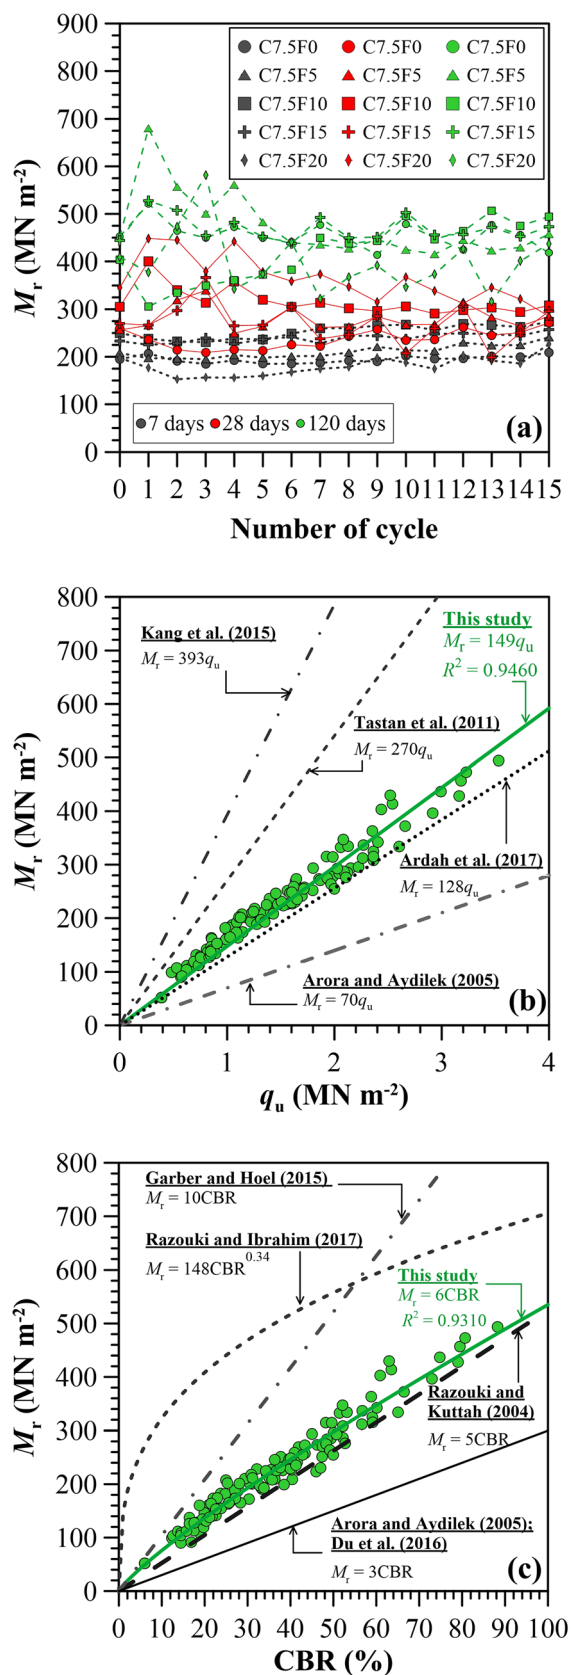 900
800
700
600
500
400
300
200
100
0
Mr (MN m−2)
C7.5F0 C7.5F0 C7.5F0
C7.5F5 C7.5F5 C7.5F5
C7.5F10 C7.5F10 C7.5F10
C7.5F15 C7.5F15 C7.5F15
C7.5F20 C7.5F20 C7.5F20
7 days 28 days 120 days
(a)
0 1 2 3 4 5 6 7 8 9 10 11 12 13 14 15
Number of cycle
800
700
600
500
400
300
200
100
0
Mr (MN m−2)
Kang et al. (2015)
Mr = 393qu
This study
Mr = 149qu
R2 = 0.9460
Tastan et al. (2011)
Mr = 270qu
Ardah et al. (2017)
Mr = 128qu
Arora and Aydilek (2005)
Mr = 70qu
(b)
0 1 2 3 4
qu (MN m−2)
800
700
600
500
400
300
200
100
0
Mr (MN m−2)
Garber and Hoel (2015)
Mr = 10CBR
Razouki and Ibrahim (2017)
Mr = 148CBR0.34
This study
Mr = 6CBR
R2 = 0.9310
Razouki and
Kuttah (2004)
Mr = 5CBR
Arora and Aydilek (2005);
Du et al. (2016)
Mr = 3CBR
(c)
0 10 20 30 40 50 60 70 80 90 100
CBR (%)